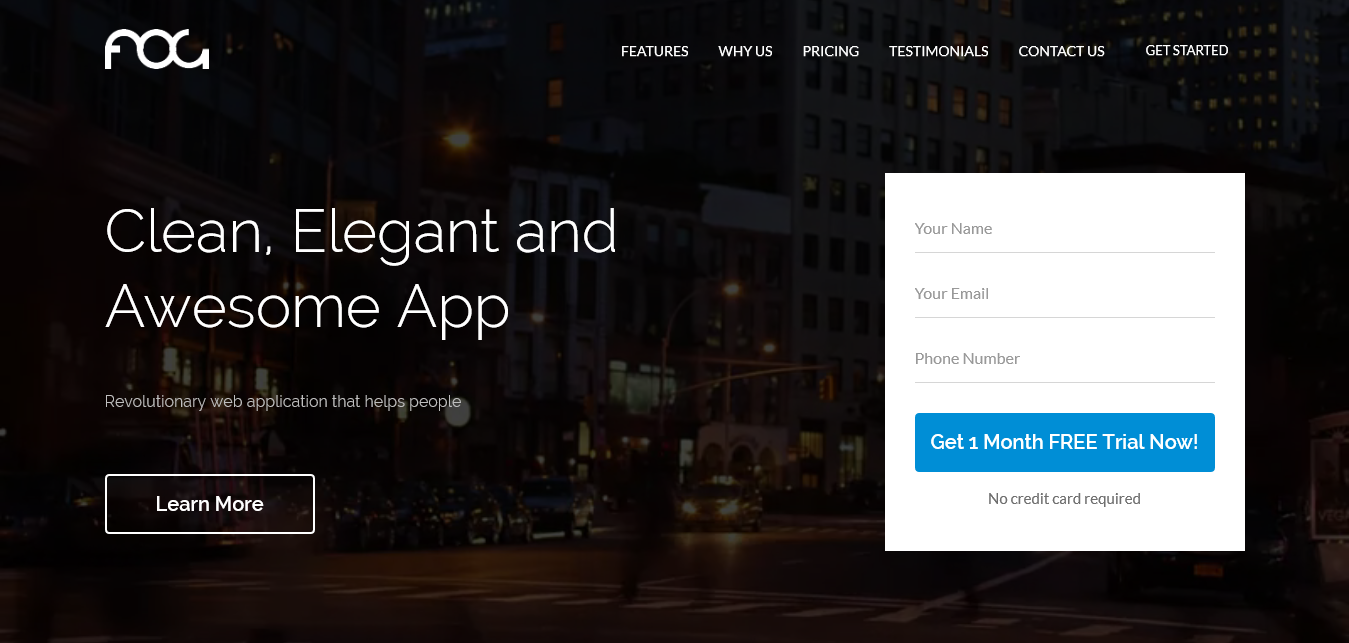 FOG
FEATURES WHY US PRICING TESTIMONIALS CONTACT US GET STARTED
Clean, Elegant and
Awesome App
Revolutionary web application that helps people
Learn More
Your Name
Your Email
Phone Number
Get 1 Month FREE Trial Now!
No credit card required